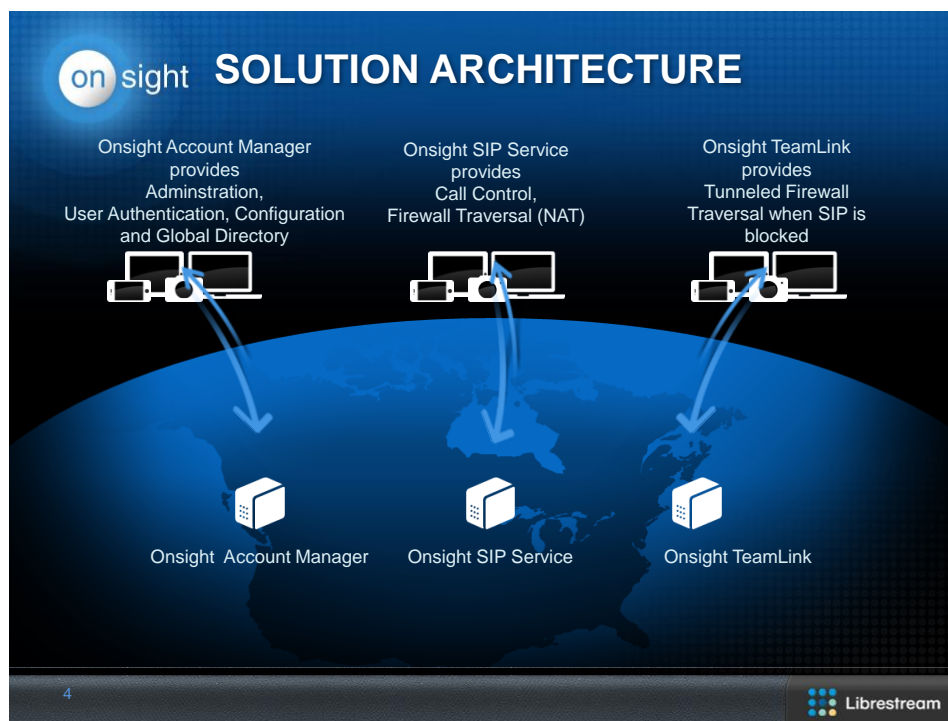 on sight SOLUTION ARCHITECTURE
Onsight Account Manager
provides
Adminstration,
User Authentication, Configuration
and Global Directory
Onsight SIP Service
provides
Call Control,
Firewall Traversal (NAT)
Onsight TeamLink
provides
Tunneled Firewall
Traversal when SIP is
blocked
Onsight Account Manager
Onsight SIP Service
Onsight TeamLink
4
Librestream